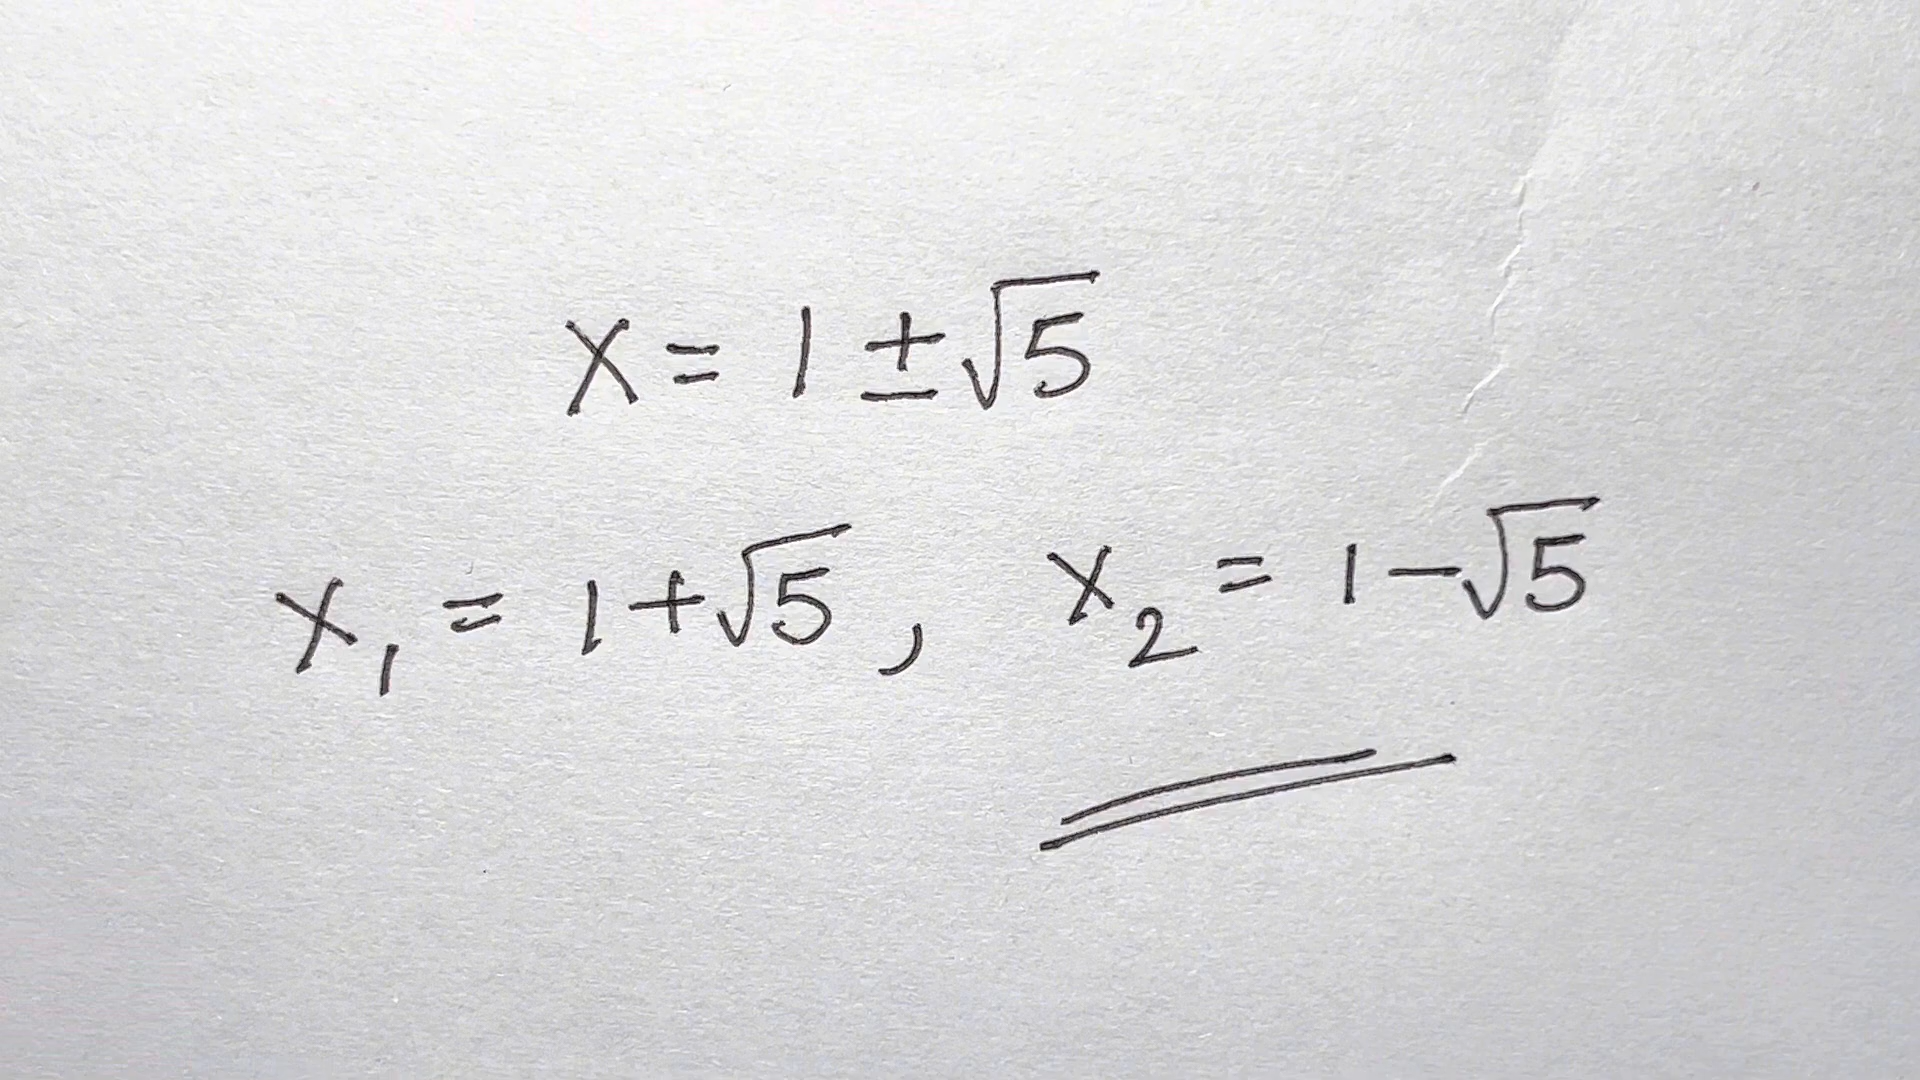 x = 1 ± √5
x₁ = 1 + √5 , x₂ = 1 − √5